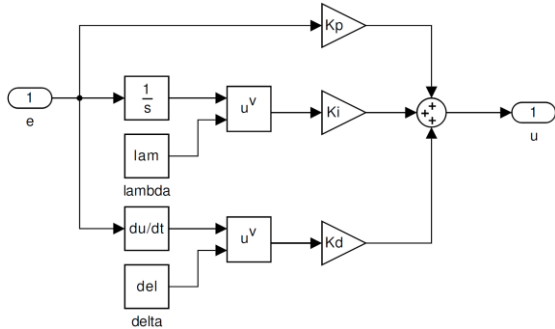 Kp
1
e
1
s
u^v
Ki
+
+
+
1
u
lam
lambda
du/dt
u^v
Kd
del
delta